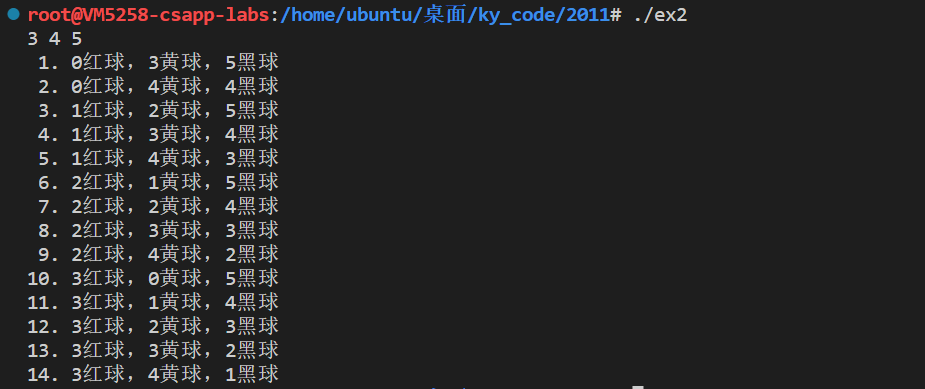 root@VM5258-csapp-labs:/home/ubuntu/桌面/ky_code/2011# ./ex2
3 4 5
 1. 0红球，3黄球，5黑球
 2. 0红球，4黄球，4黑球
 3. 1红球，2黄球，5黑球
 4. 1红球，3黄球，4黑球
 5. 1红球，4黄球，3黑球
 6. 2红球，1黄球，5黑球
 7. 2红球，2黄球，4黑球
 8. 2红球，3黄球，3黑球
 9. 2红球，4黄球，2黑球
10. 3红球，0黄球，5黑球
11. 3红球，1黄球，4黑球
12. 3红球，2黄球，3黑球
13. 3红球，3黄球，2黑球
14. 3红球，4黄球，1黑球